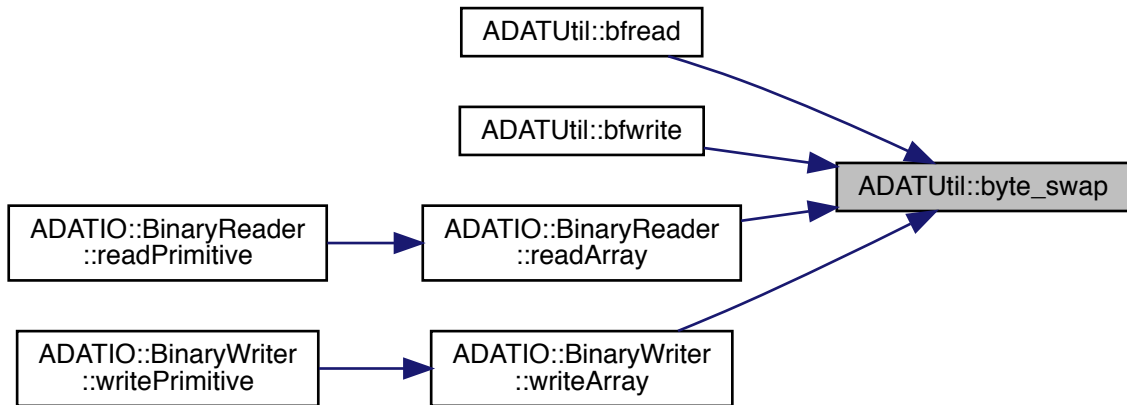 ADATUtil::bfread
ADATUtil::bfwrite
ADATUtil::byte_swap
ADATIO::BinaryReader
::readPrimitive
ADATIO::BinaryReader
::readArray
ADATIO::BinaryWriter
::writePrimitive
ADATIO::BinaryWriter
::writeArray